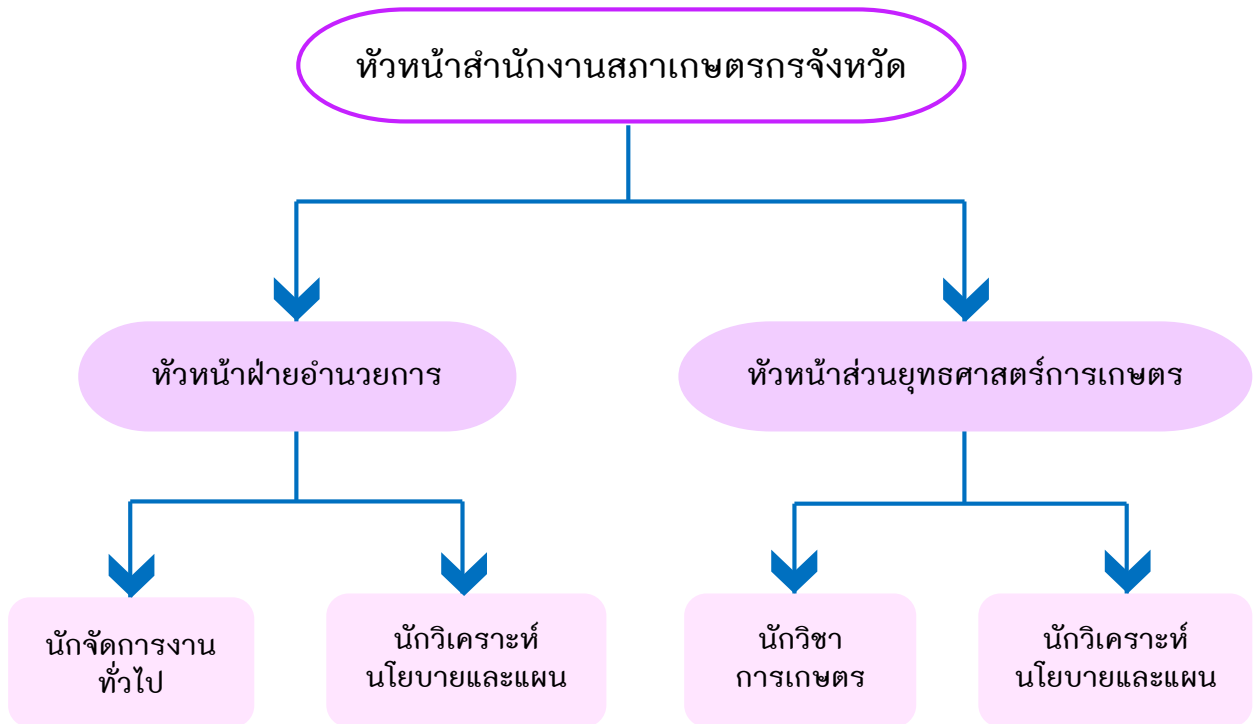 หัวหน้าสำนักงานสภาเกษตรกรจังหวัด
หัวหน้าฝ่ายอำนวยการ
หัวหน้าส่วนยุทธศาสตร์การเกษตร
นักจัดการงาน
ทั่วไป
นักวิเคราะห์
นโยบายและแผน
นักวิชา
การเกษตร
นักวิเคราะห์
นโยบายและแผน